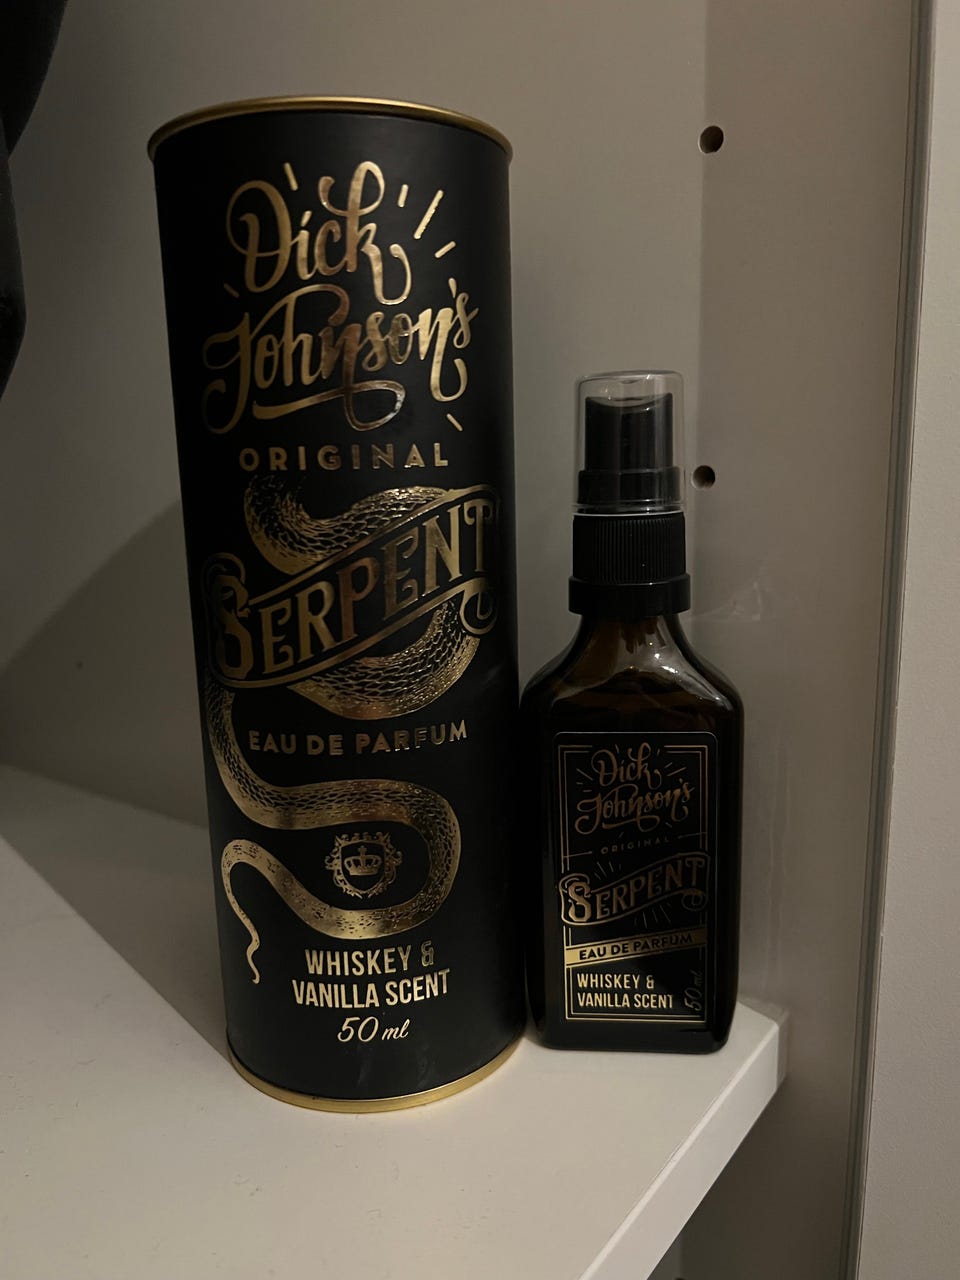 Dick
Johnson's
ORIGINAL
SERPENT
EAU DE PARFUM
WHISKEY &
VANILLA SCENT
50 ml
Dick
Johnson's
ORIGINAL
SERPENT
EAU DE PARFUM
WHISKEY &
VANILLA SCENT
50 ml